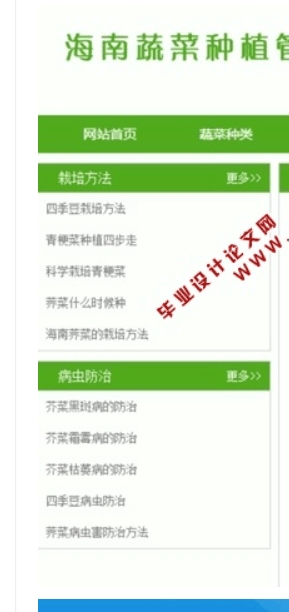 海南蔬菜种植管
网站首页 蔬菜种类
栽培方法 更多>>
四季豆栽培方法
青梗菜种植四步走
科学栽培青梗菜
荠菜什么时候种
海南荠菜的栽培方法
毕业设计论文网
WWW.
病虫防治 更多>>
芥菜黑斑病的防治
芥菜霜霉病的防治
芥菜枯萎病的防治
四季豆病虫防治
荠菜病虫害防治方法